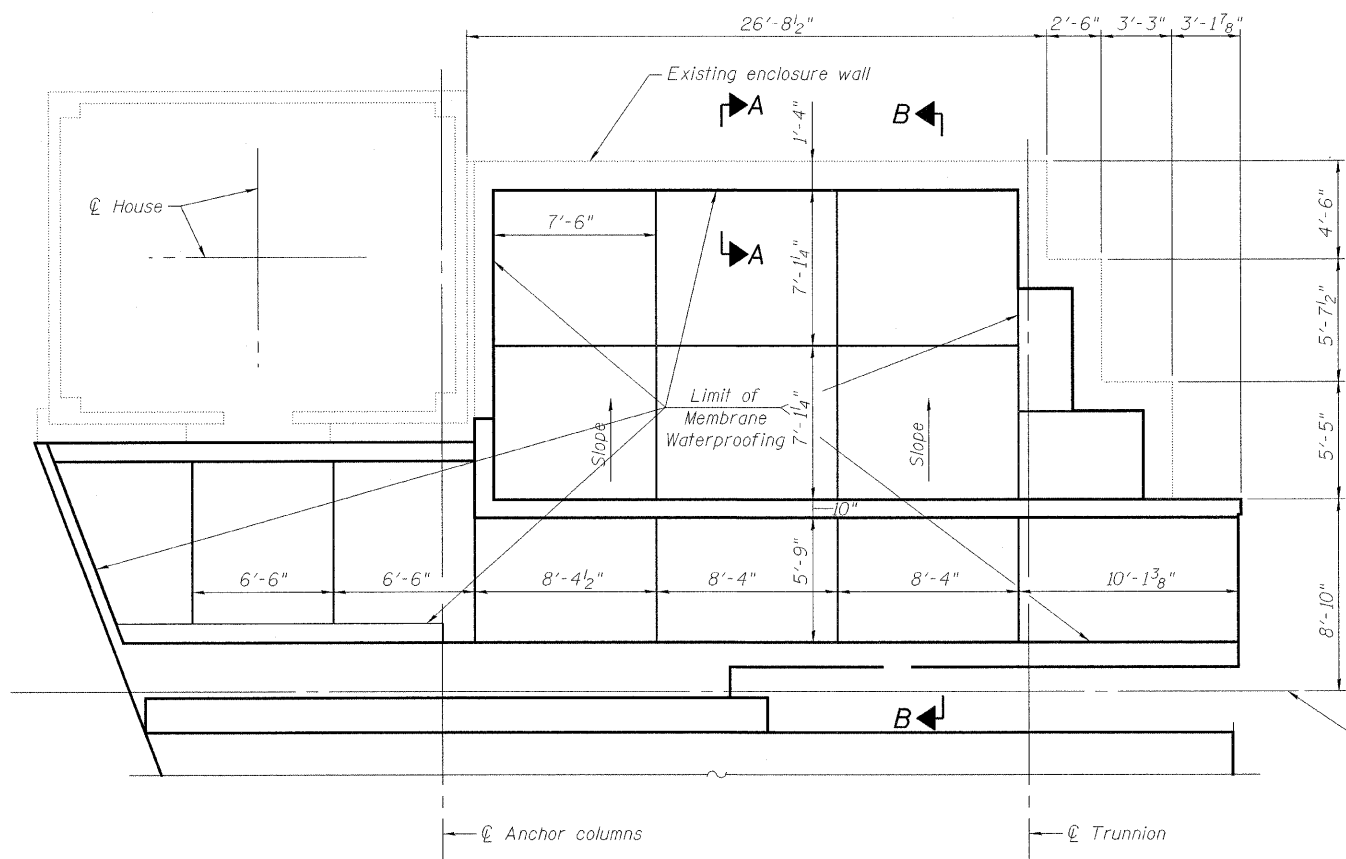 26'-8½" 2'-6" 3'-3" 3'-1⅞"
Existing enclosure wall
A B
1'-4"
℄ House
7'-6"
A
7'-1¼"
4'-6"
5'-7½"
Limit of
Membrane
Waterproofing
7'-1¼"
Slope
Slope
5'-5"
10"
6'-6" 6'-6" 8'-4½" 8'-4" 8'-4" 10'-1⅜"
5'-9"
8'-10"
B
℄ Anchor columns
℄ Trunnion